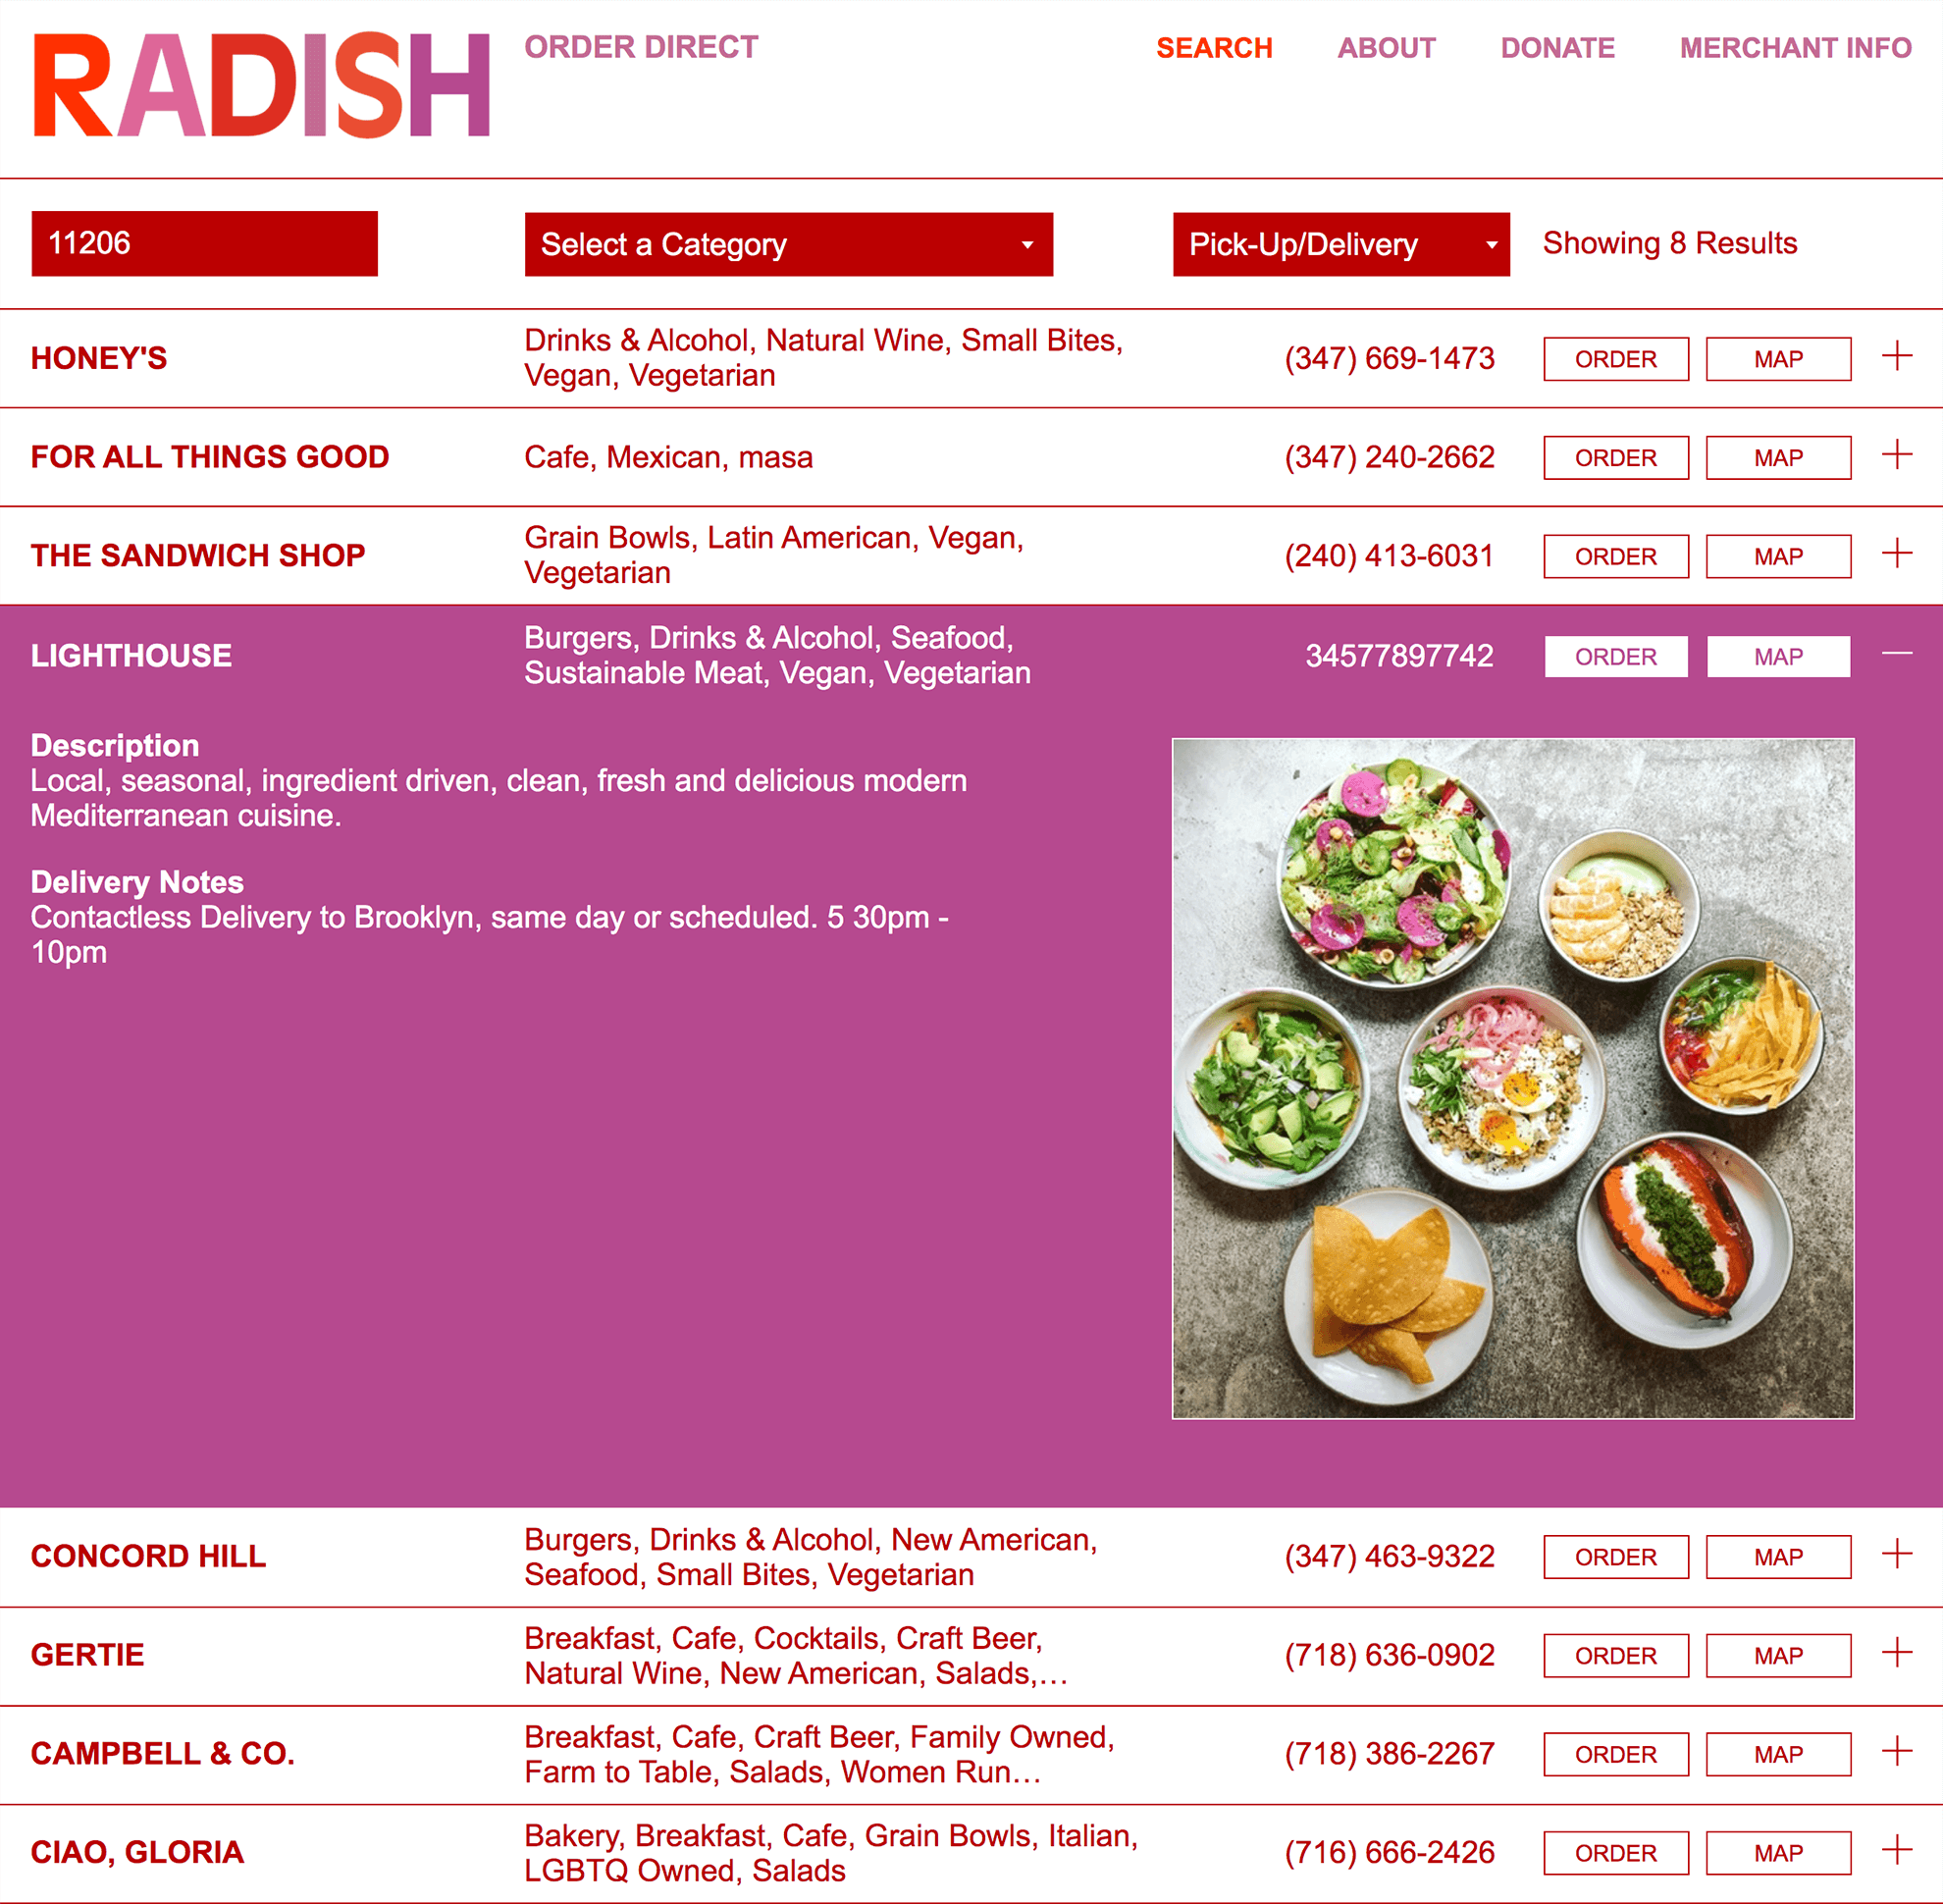 RADISH
ORDER DIRECT
SEARCH ABOUT DONATE MERCHANT INFO
11206
Select a Category
Pick-Up/Delivery
Showing 8 Results
HONEY'S
Drinks & Alcohol, Natural Wine, Small Bites,
Vegan, Vegetarian
(347) 669-1473
ORDER
MAP
FOR ALL THINGS GOOD
Cafe, Mexican, masa
(347) 240-2662
ORDER
MAP
THE SANDWICH SHOP
Grain Bowls, Latin American, Vegan,
Vegetarian
(240) 413-6031
ORDER
MAP
LIGHTHOUSE
Burgers, Drinks & Alcohol, Seafood,
Sustainable Meat, Vegan, Vegetarian
34577897742
ORDER
MAP
Description
Local, seasonal, ingredient driven, clean, fresh and delicious modern
Mediterranean cuisine.
Delivery Notes
Contactless Delivery to Brooklyn, same day or scheduled. 5 30pm -
10pm
CONCORD HILL
Burgers, Drinks & Alcohol, New American,
Seafood, Small Bites, Vegetarian
(347) 463-9322
ORDER
MAP
GERTIE
Breakfast, Cafe, Cocktails, Craft Beer,
Natural Wine, New American, Salads,…
(718) 636-0902
ORDER
MAP
CAMPBELL & CO.
Breakfast, Cafe, Craft Beer, Family Owned,
Farm to Table, Salads, Women Run…
(718) 386-2267
ORDER
MAP
CIAO, GLORIA
Bakery, Breakfast, Cafe, Grain Bowls, Italian,
LGBTQ Owned, Salads
(716) 666-2426
ORDER
MAP